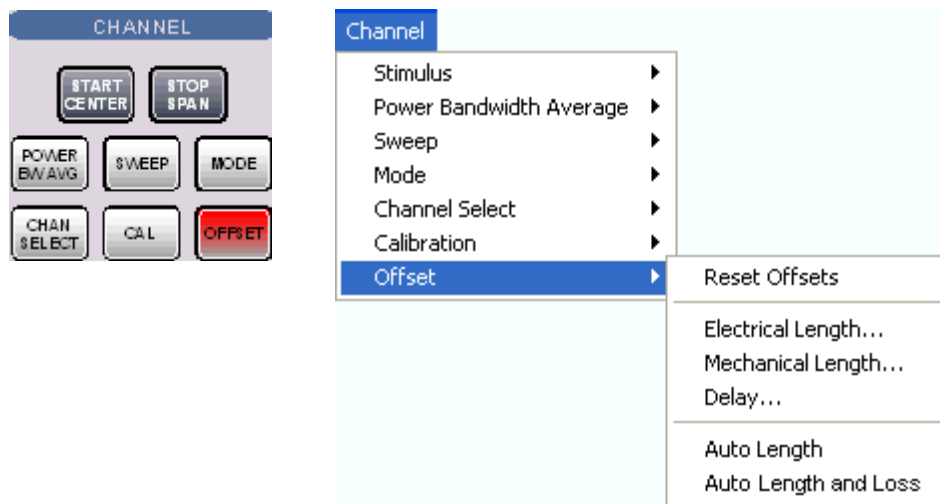 CHANNEL
START
CENTER
STOP
SPAN
POWER
BW AVG
SWEEP
MODE
CHAN
SELECT
CAL
OFFSET
Channel
Stimulus
Power Bandwidth Average
Sweep
Mode
Channel Select
Calibration
Offset
Reset Offsets
Electrical Length...
Mechanical Length...
Delay...
Auto Length
Auto Length and Loss